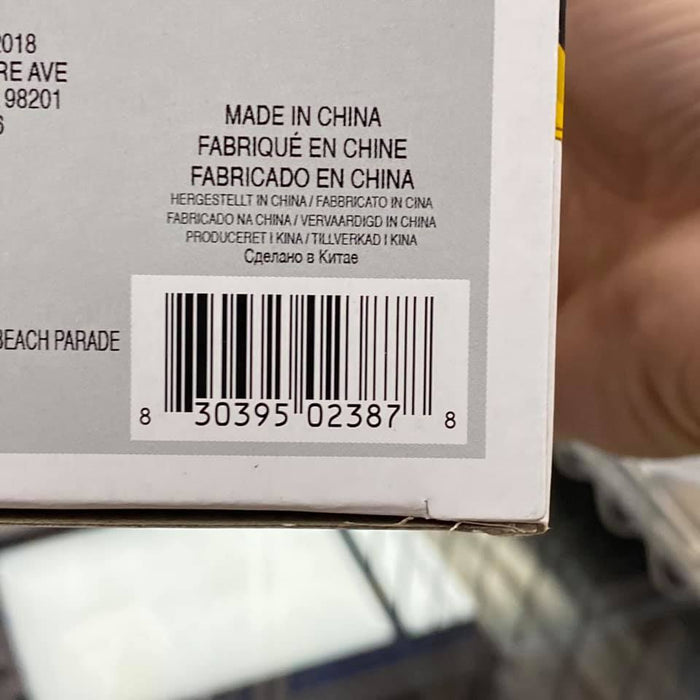 2018
RE AVE
98201
6
MADE IN CHINA
FABRIQUÉ EN CHINE
FABRICADO EN CHINA
HERGESTELLT IN CHINA / FABBRICATO IN CINA
FABRICADO NA CHINA / VERVAARDIGD IN CHINA
PRODUCERET I KINA / TILLVERKAD I KINA
Сделано в Китае
BEACH PARADE
8 30395 02387 8